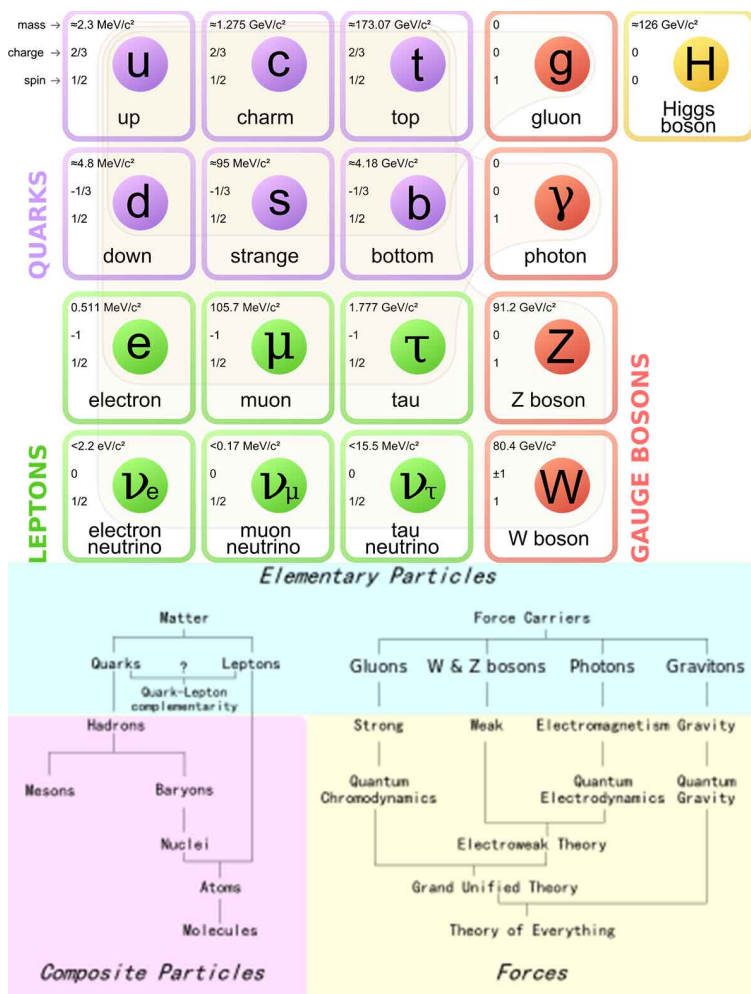 mass → ≈2.3 MeV/c² ≈1.275 GeV/c² ≈173.07 GeV/c² 0 ≈126 GeV/c²
charge → 2/3 2/3 2/3 0 0
spin → 1/2 1/2 1/2 1 0
u c t g H
up charm top gluon Higgs boson
QUARKS
≈4.8 MeV/c² ≈95 MeV/c² ≈4.18 GeV/c² 0
-1/3 -1/3 -1/3 0
1/2 1/2 1/2 1
d s b γ
down strange bottom photon
0.511 MeV/c² 105.7 MeV/c² 1.777 GeV/c² 91.2 GeV/c²
-1 -1 -1 0
1/2 1/2 1/2 1
e μ τ Z
electron muon tau Z boson
LEPTONS
GAUGE BOSONS
<2.2 eV/c² <0.17 MeV/c² <15.5 MeV/c² 80.4 GeV/c²
0 0 0 ±1
1/2 1/2 1/2 1
νe νμ ντ W
electron neutrino muon neutrino tau neutrino W boson
Elementary Particles
Matter Force Carriers
Quarks ? Leptons Gluons W & Z bosons Photons Gravitons
Quark-Lepton
complementarity
Hadrons Strong Weak Electromagnetism Gravity
Mesons Baryons Quantum Chromodynamics Quantum Electrodynamics Quantum Gravity
Nuclei Electroweak Theory
Atoms Grand Unified Theory
Molecules Theory of Everything
Composite Particles Forces